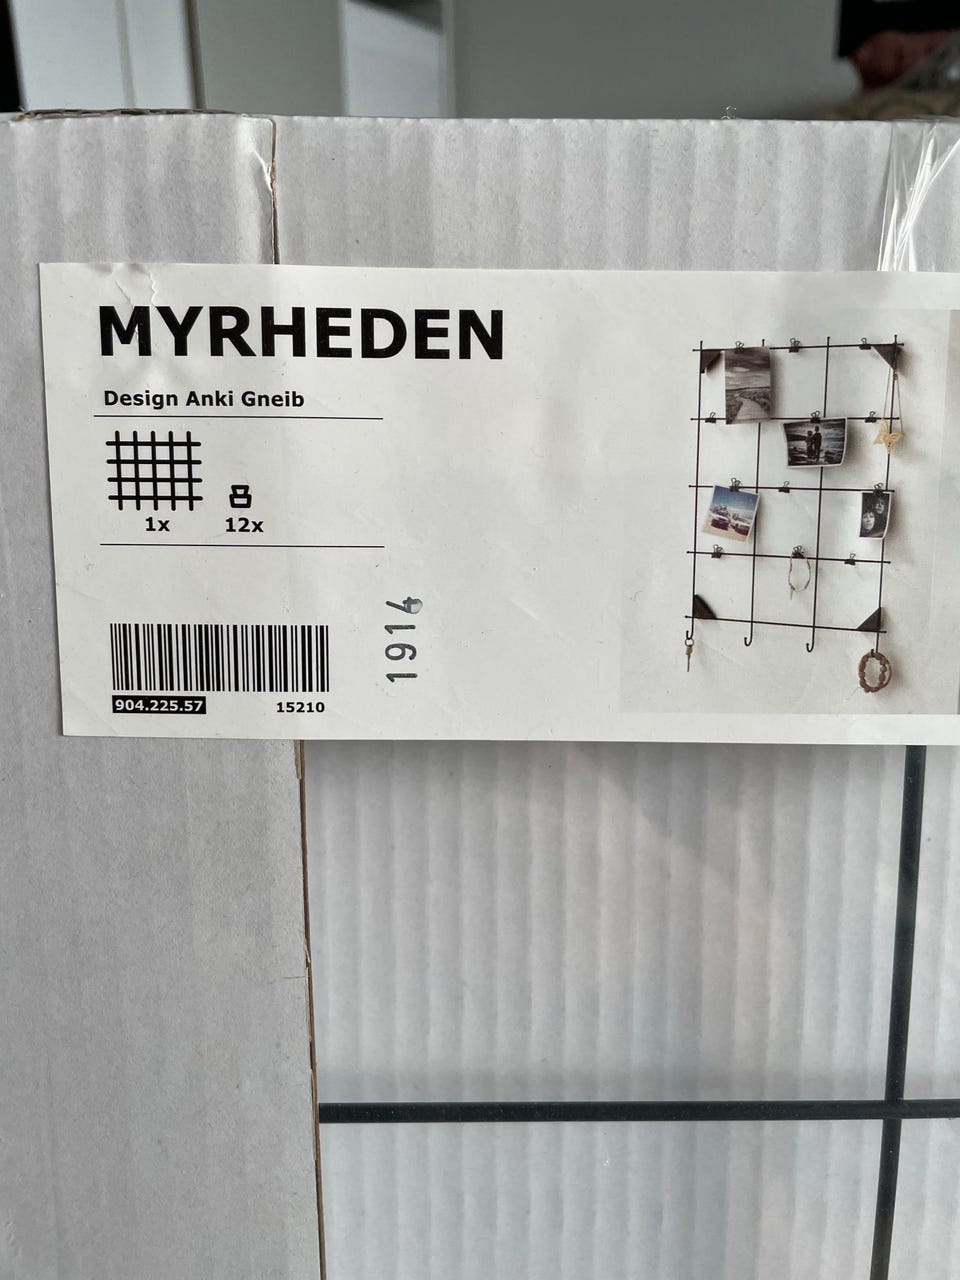 MYRHEDEN
Design Anki Gneib
1x 12x
1914
904.225.57 15210